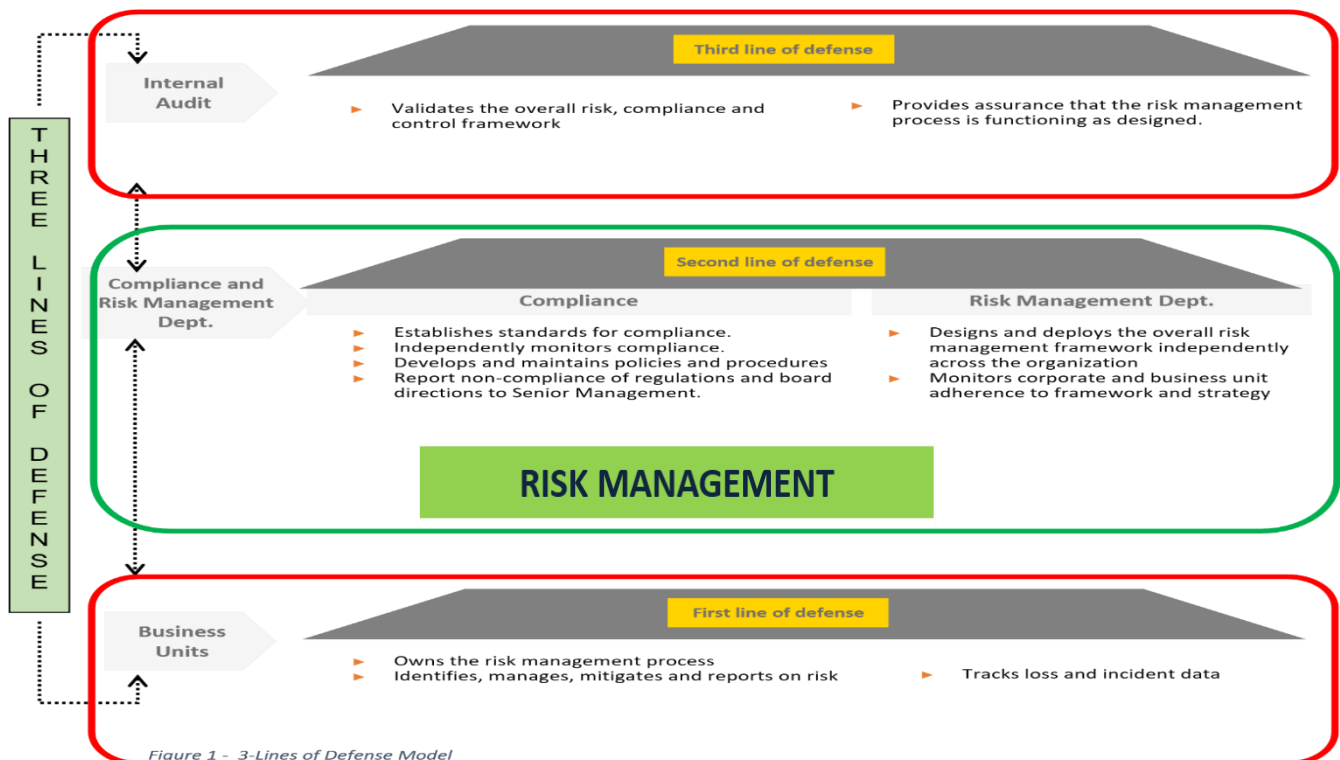 THREE LINES OF DEFENSE
Third line of defense
Internal
Audit
Validates the overall risk, compliance and
control framework
Provides assurance that the risk management
process is functioning as designed.
Second line of defense
Compliance and
Risk Management
Dept.
Compliance
Establishes standards for compliance.
Independently monitors compliance.
Develops and maintains policies and procedures
Report non-compliance of regulations and board
directions to Senior Management.
Risk Management Dept.
Designs and deploys the overall risk
management framework independently
across the organization
Monitors corporate and business unit
adherence to framework and strategy
RISK MANAGEMENT
First line of defense
Business
Units
Owns the risk management process
Identifies, manages, mitigates and reports on risk
Tracks loss and incident data
Figure 1 - 3-Lines of Defense Model